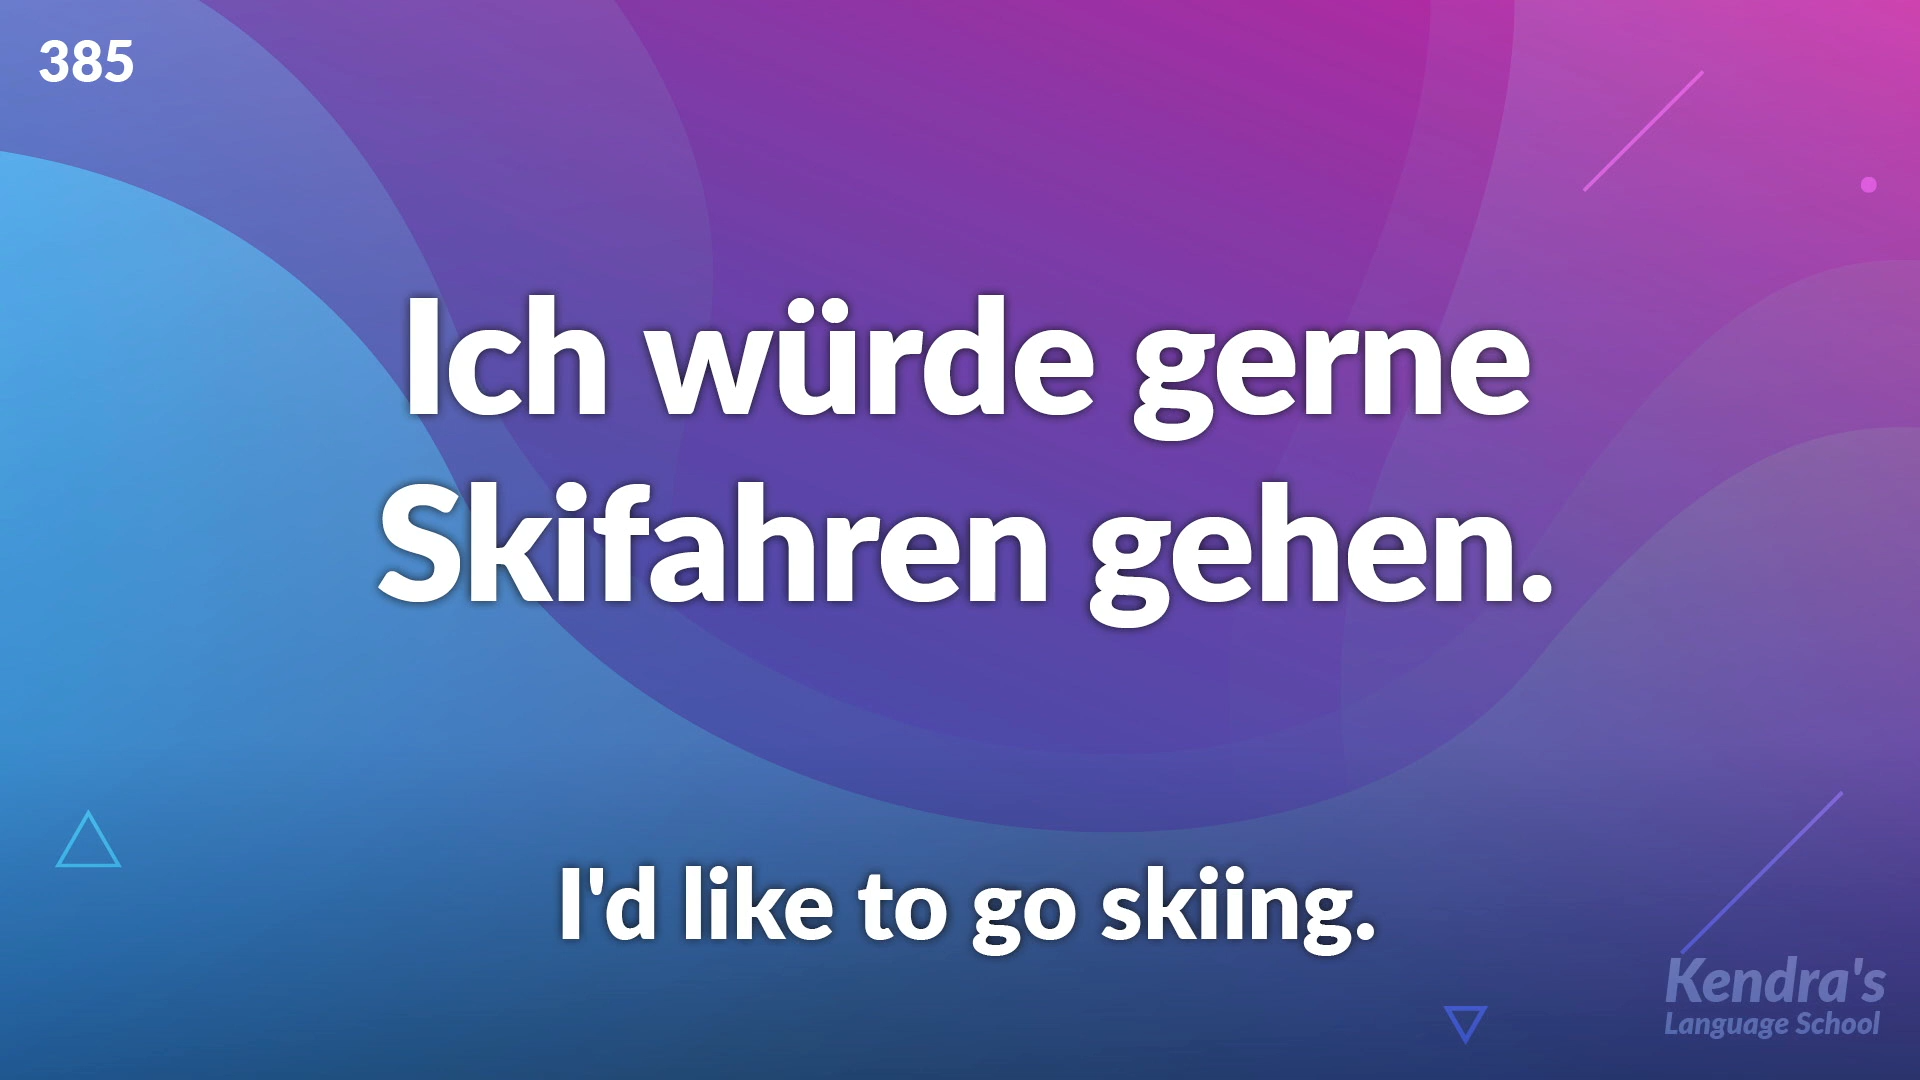 385
Ich würde gerne
Skifahren gehen.
I'd like to go skiing.
Kendra's
Language School